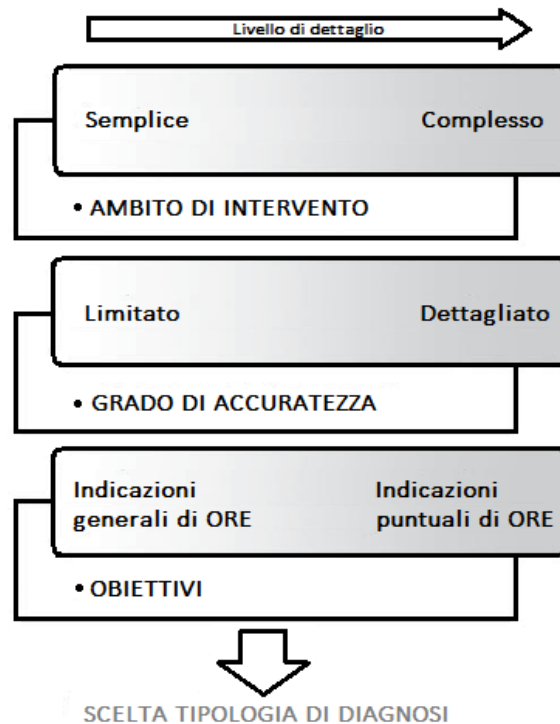 Livello di dettaglio
Semplice Complesso
• AMBITO DI INTERVENTO
Limitato Dettagliato
• GRADO DI ACCURATEZZA
Indicazioni Indicazioni
generali di ORE puntuali di ORE
• OBIETTIVI
SCELTA TIPOLOGIA DI DIAGNOSI